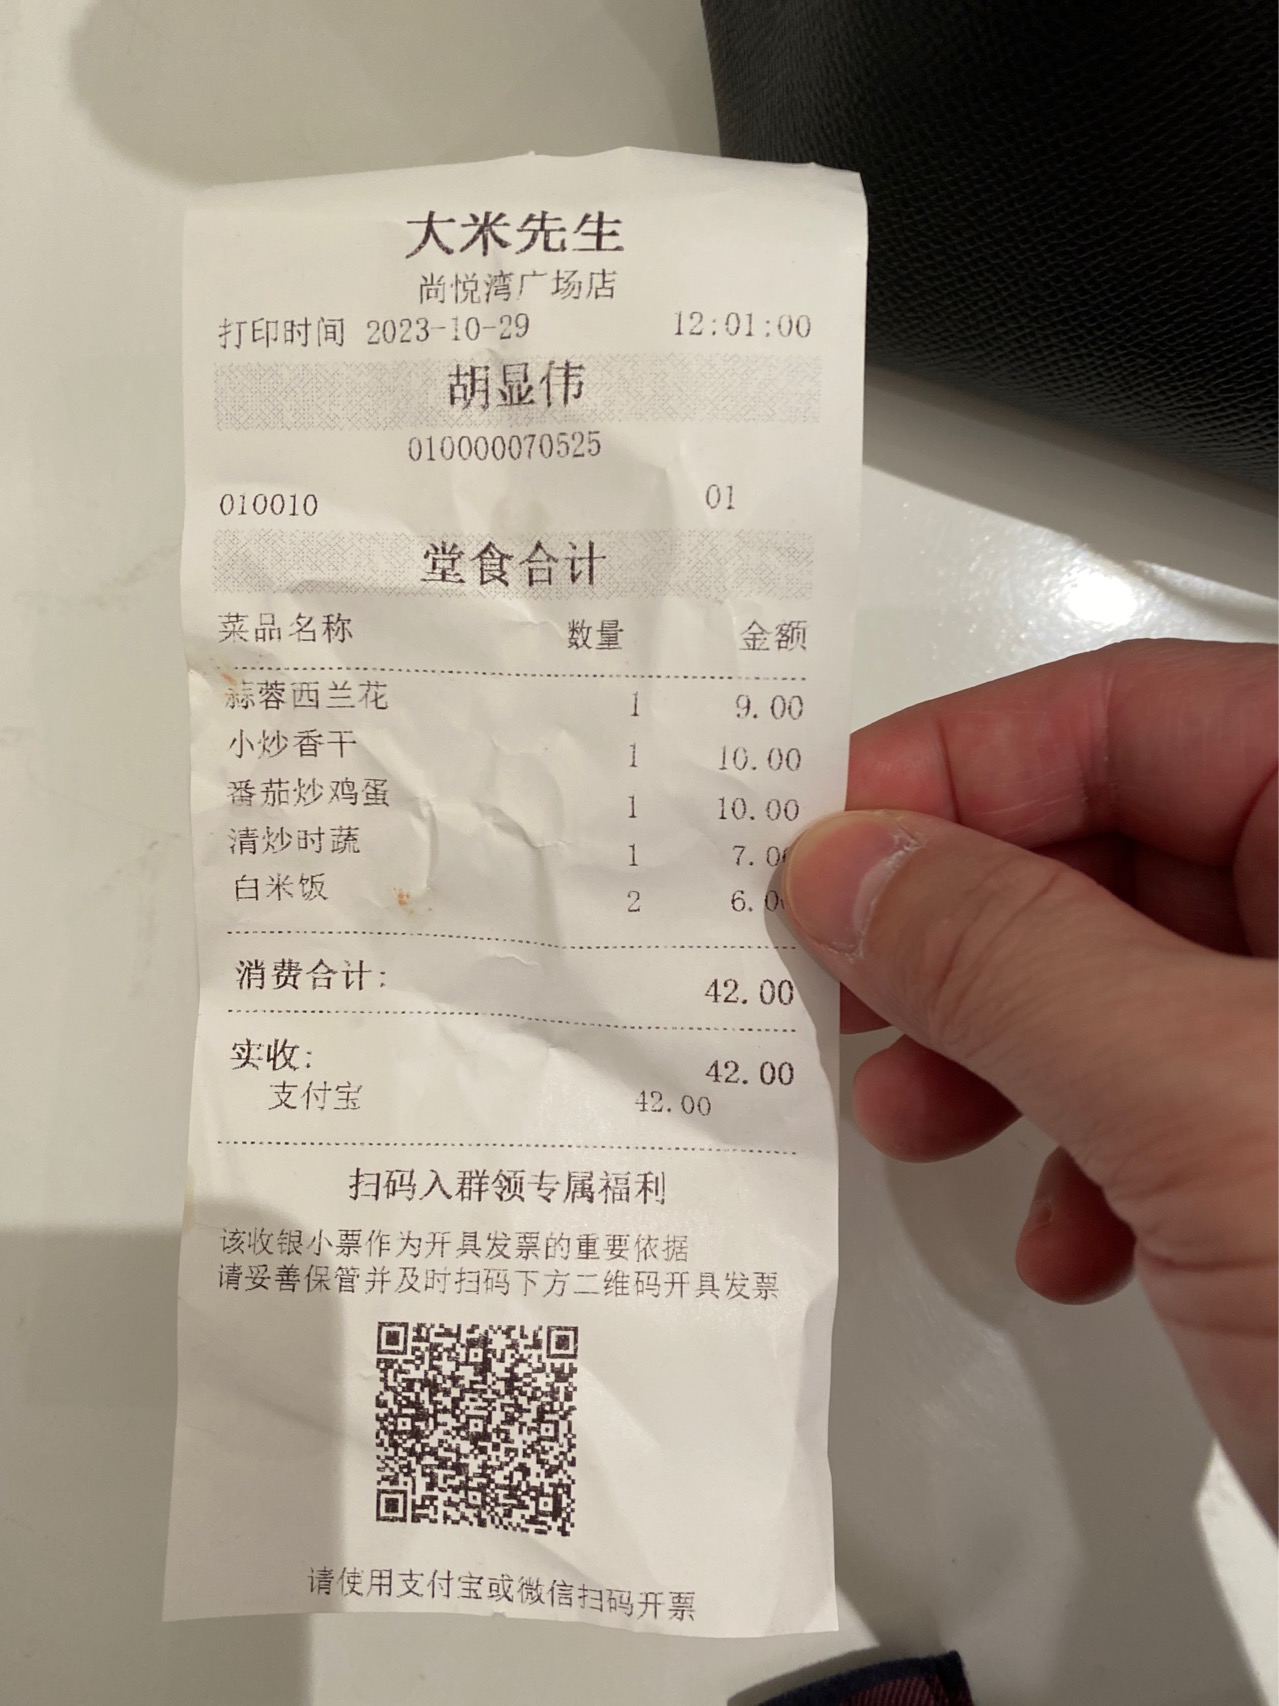 大米先生
尚悦湾广场店
打印时间 2023-10-29 12:01:00
胡显伟
010000070525
010010 01
堂食合计
菜品名称 数量 金额
蒜蓉西兰花 1 9.00
小炒香干 1 10.00
番茄炒鸡蛋 1 10.00
清炒时蔬 1 7.00
白米饭 2 6.00
消费合计: 42.00
实收: 42.00
支付宝 42.00
扫码入群领专属福利
该收银小票作为开具发票的重要依据
请妥善保管并及时扫码下方二维码开具发票
请使用支付宝或微信扫码开票